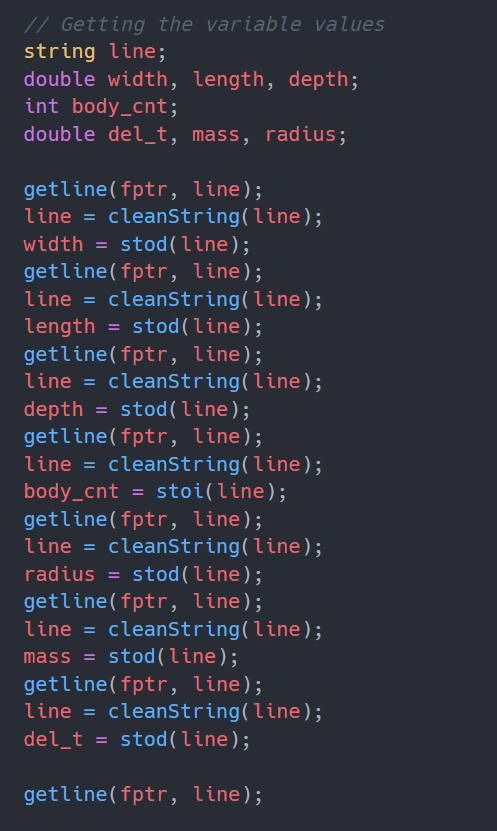 // Getting the variable values
string line;
double width, length, depth;
int body_cnt;
double del_t, mass, radius;
getline(fptr, line);
line = cleanString(line);
width = stod(line);
getline(fptr, line);
line = cleanString(line);
length = stod(line);
getline(fptr, line);
line = cleanString(line);
depth = stod(line);
getline(fptr, line);
line = cleanString(line);
body_cnt = stoi(line);
getline(fptr, line);
line = cleanString(line);
radius = stod(line);
getline(fptr, line);
line = cleanString(line);
mass = stod(line);
getline(fptr, line);
line = cleanString(line);
del_t = stod(line);
getline(fptr, line);